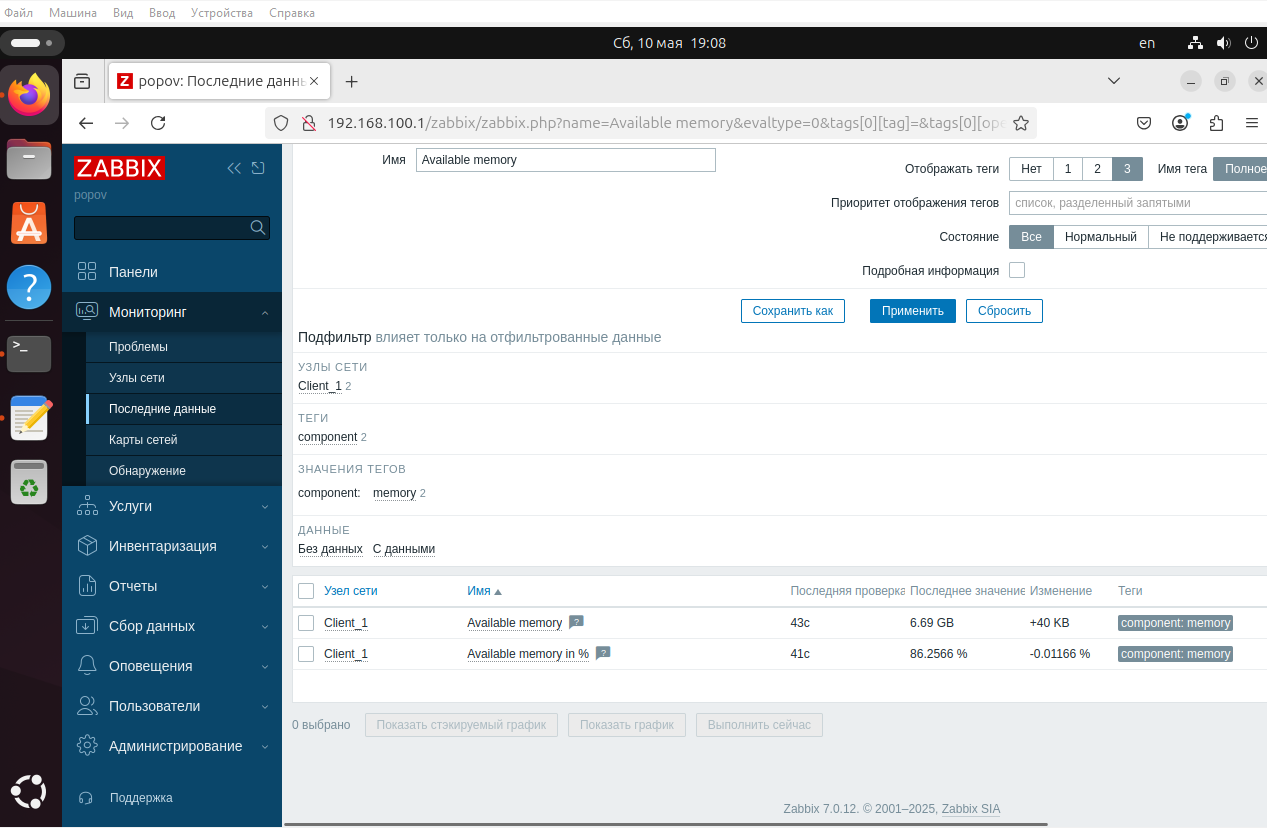 Файл Машина Вид Ввод Устройства Справка
Сб, 10 мая 19:08
en
Z popov: Последние данн
192.168.100.1/zabbix/zabbix.php?name=Available memory&evaltype=0&tags[0][tag]=&tags[0][ope
ZABBIX
popov
Панели
Мониторинг
Проблемы
Узлы сети
Последние данные
Карты сетей
Обнаружение
Услуги
Инвентаризация
Отчеты
Сбор данных
Оповещения
Пользователи
Администрирование
Поддержка
Имя Available memory
Отображать теги Нет 1 2 3 Имя тега Полное
Приоритет отображения тегов список, разделенный запятыми
Состояние Все Нормальный Не поддерживается
Подробная информация
Сохранить как Применить Сбросить
Подфильтр влияет только на отфильтрованные данные
УЗЛЫ СЕТИ
Client_1 2
ТЕГИ
component 2
ЗНАЧЕНИЯ ТЕГОВ
component: memory 2
ДАННЫЕ
Без данных С данными
Узел сети Имя Последняя проверка Последнее значение Изменение Теги
Client_1 Available memory ? 43с 6.69 GB +40 KB component: memory
Client_1 Available memory in % ? 41с 86.2566 % -0.01166 % component: memory
0 выбрано Показать стэкируемый график Показать график Выполнить сейчас
Zabbix 7.0.12. © 2001–2025, Zabbix SIA